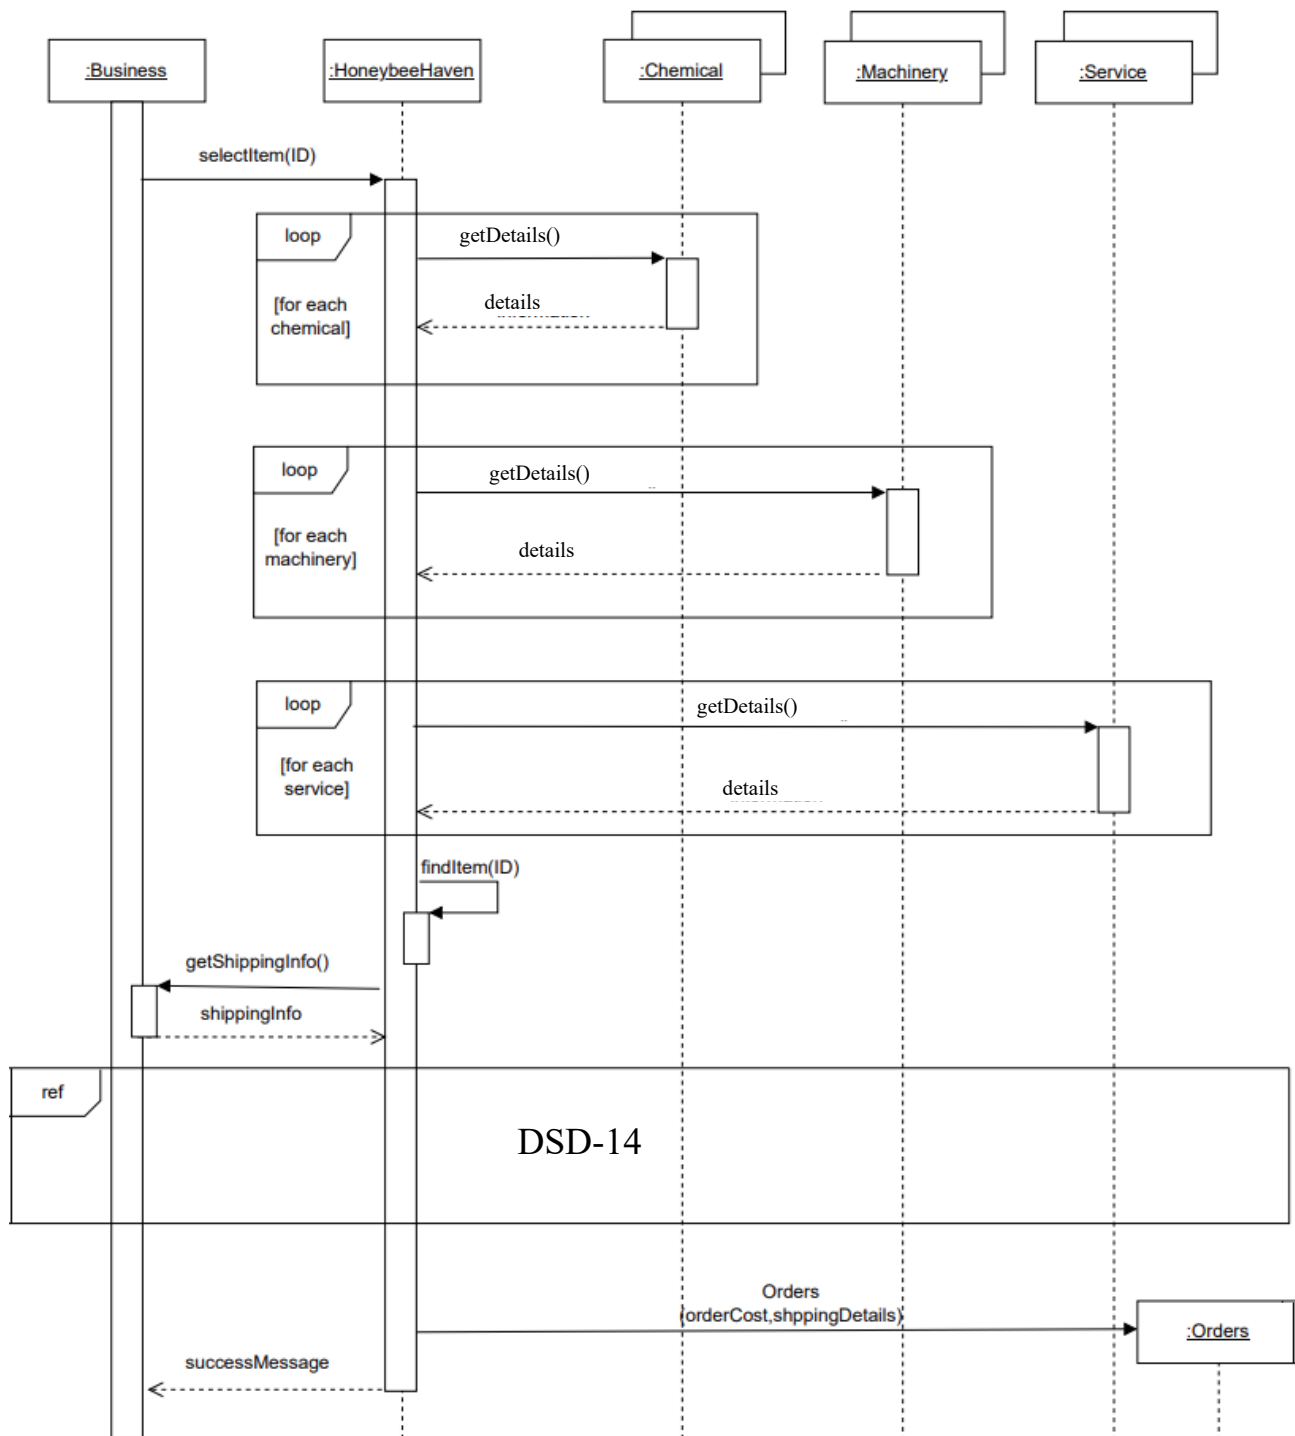 :Business
:HoneybeeHaven
:Chemical
:Machinery
:Service
selectItem(ID)
loop
getDetails()
[for each
chemical]
details
loop
getDetails()
[for each
machinery]
details
loop
getDetails()
[for each
service]
details
findItem(ID)
getShippingInfo()
shippingInfo
ref
DSD-14
Orders
(orderCost,shppingDetails)
:Orders
successMessage